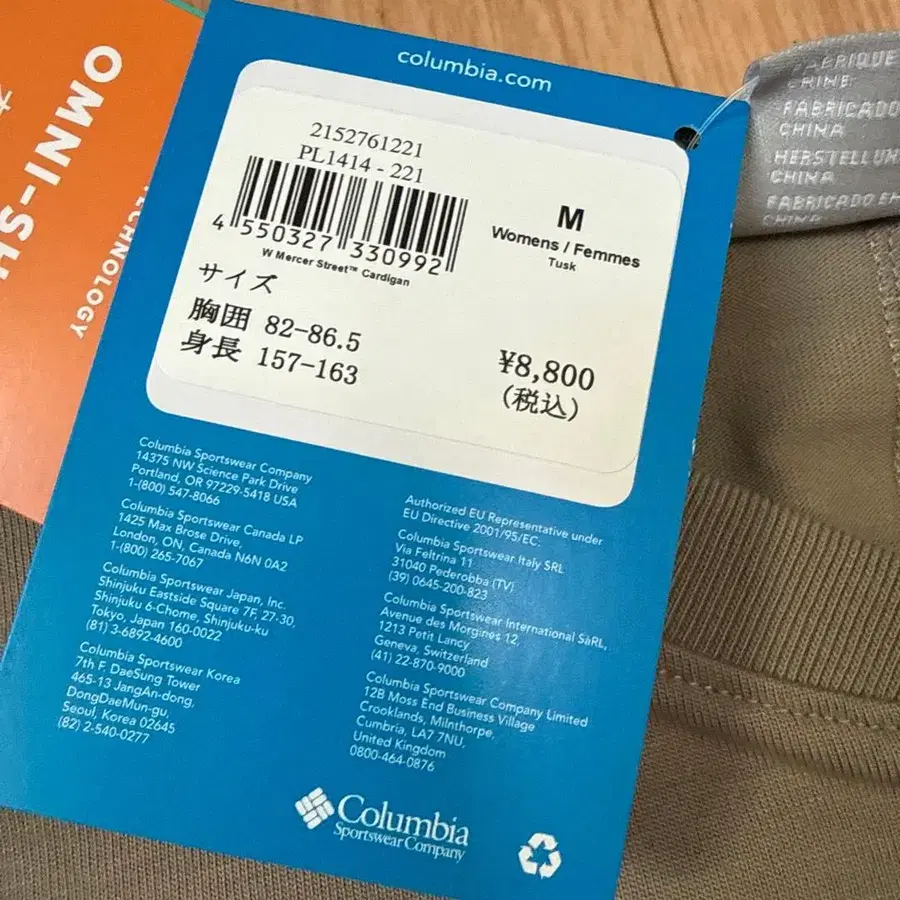 OMNI-SH
TECHNOLOGY
columbia.com
2152761221
PL1414 - 221
4 550327 330992
W Mercer Street™ Cardigan
M
Womens / Femmes
Tusk
サイズ
胸囲 82-86.5
身長 157-163
¥8,800
(税込)
Columbia Sportswear Company
14375 NW Science Park Drive
Portland, OR 97229-5418 USA
1-(800) 547-8066
Columbia Sportswear Canada LP
1425 Max Brose Drive,
London, ON, Canada N6N 0A2
1-(800) 265-7067
Columbia Sportswear Japan, Inc.
Shinjuku Eastside Square 7F, 27-30,
Shinjuku 6-Chome, Shinjuku-ku
Tokyo, Japan 160-0022
(81) 3-6892-4600
Columbia Sportswear Korea
7th F. DaeSung Tower
465-13 JangAn-dong,
DongDaeMun-gu,
Seoul, Korea 02645
(82) 2-540-0277
Authorized EU Representative under
EU Directive 2001/95/EC.
Columbia Sportswear Italy SRL
Via Feltrina 11
31040 Pederobba (TV)
(39) 0645-200-823
Columbia Sportswear International SàRL,
Avenue des Morgines 12,
1213 Petit Lancy
Geneva, Switzerland
(41) 22-870-9000
Columbia Sportswear Company Limited
12B Moss End Business Village
Crooklands, Milnthorpe,
Cumbria, LA7 7NU,
United Kingdom
0800-464-0876
Columbia
Sportswear Company
FABRIQUE
CHINE
FABRICADO
CHINA
HERSTELLUN
CHINA
FABRICADO EM
CHINA